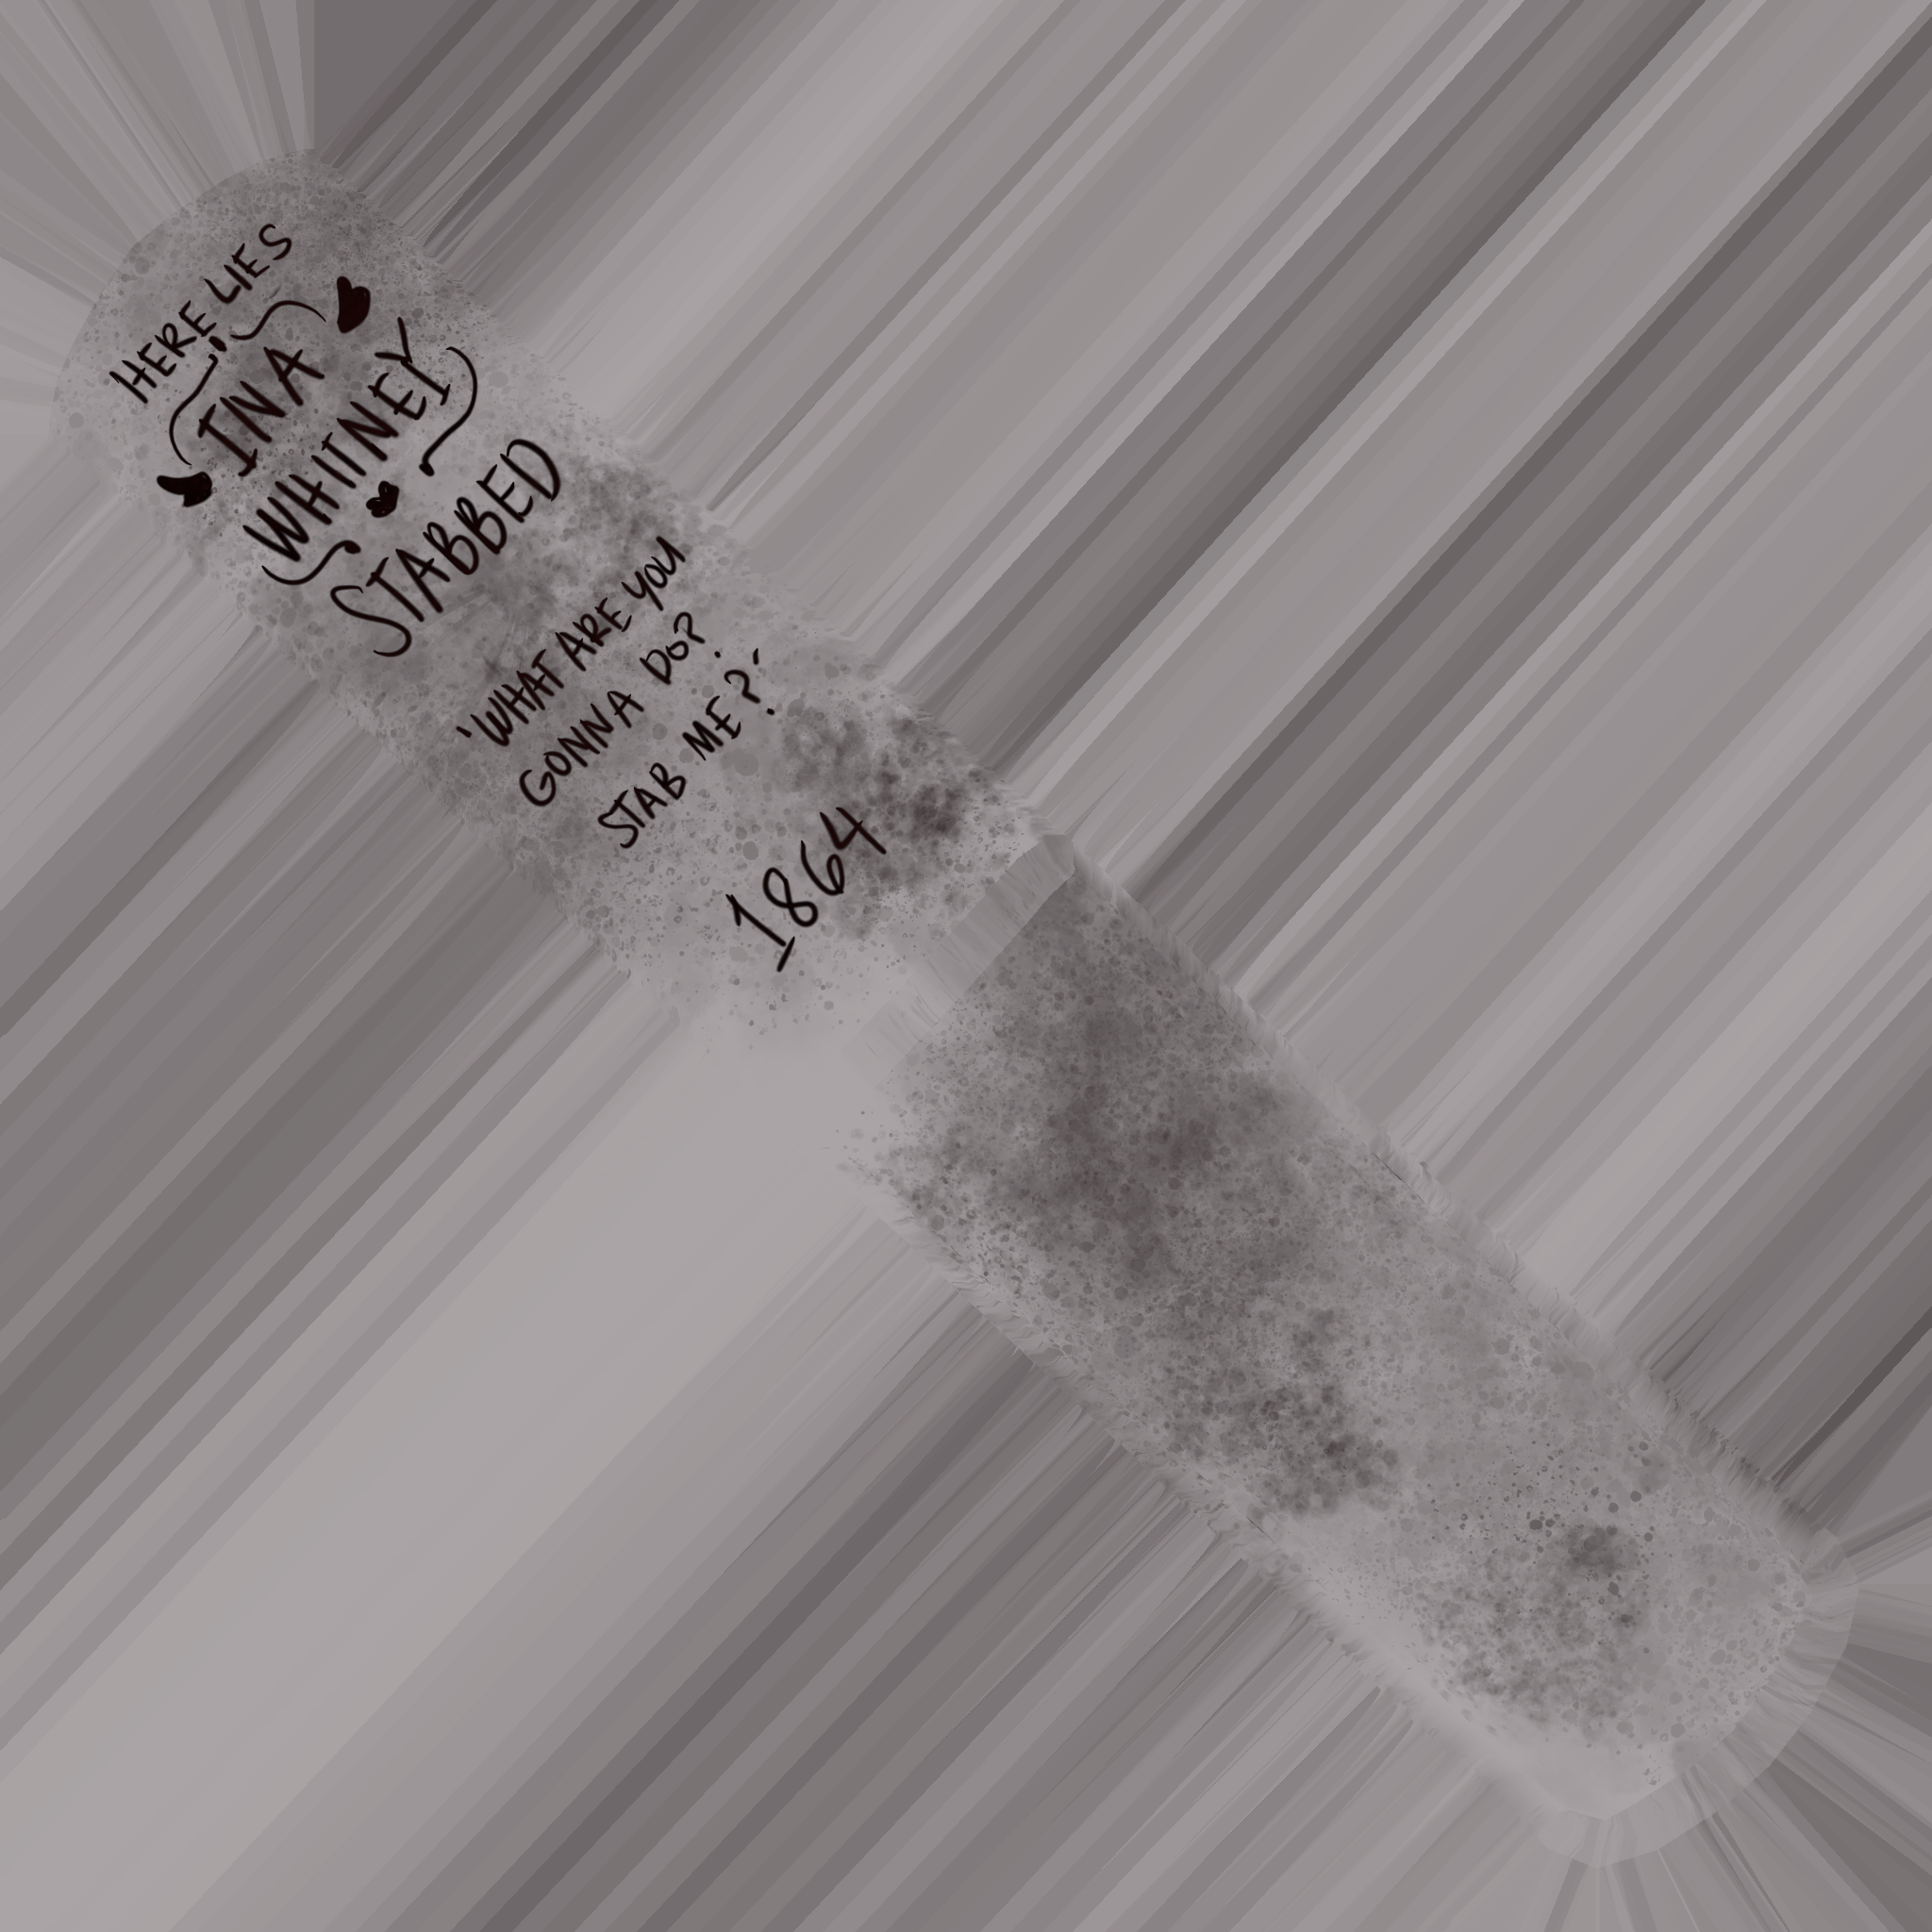 HERE LIES
INA
WHITNEY
STABBED
'WHAT ARE YOU
GONNA DO?
STAB ME?'
1864